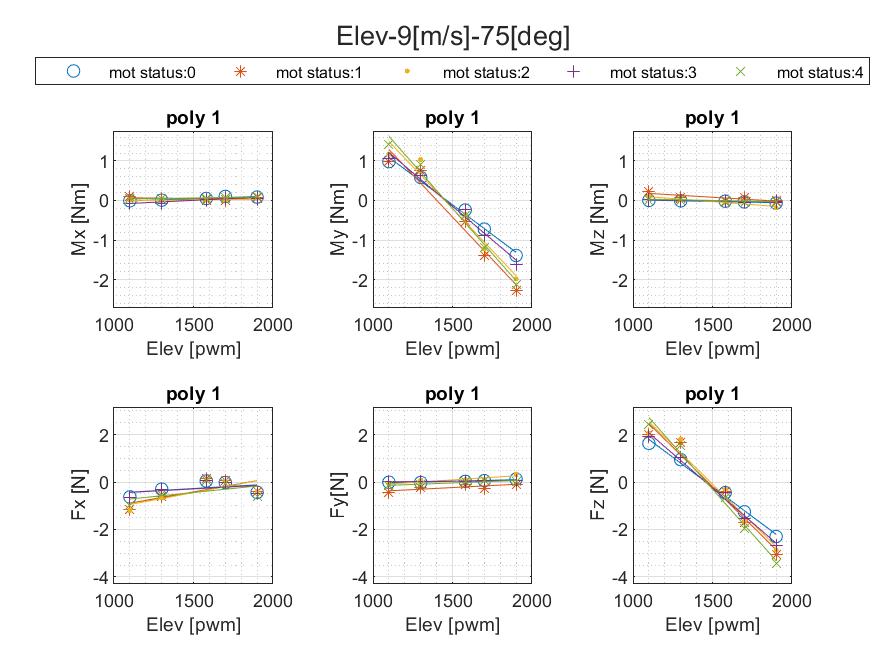 Elev-9[m/s]-75[deg]
mot status:0 mot status:1 mot status:2 mot status:3 mot status:4
poly 1 poly 1 poly 1
Mx [Nm] 1 0 -1 -2
1000 1500 2000
Elev [pwm]
My [Nm] 1 0 -1 -2
1000 1500 2000
Elev [pwm]
Mz [Nm] 1 0 -1 -2
1000 1500 2000
Elev [pwm]
poly 1 poly 1 poly 1
Fx [N] 2 0 -2 -4
1000 1500 2000
Elev [pwm]
Fy[N] 2 0 -2 -4
1000 1500 2000
Elev [pwm]
Fz [N] 2 0 -2 -4
1000 1500 2000
Elev [pwm]